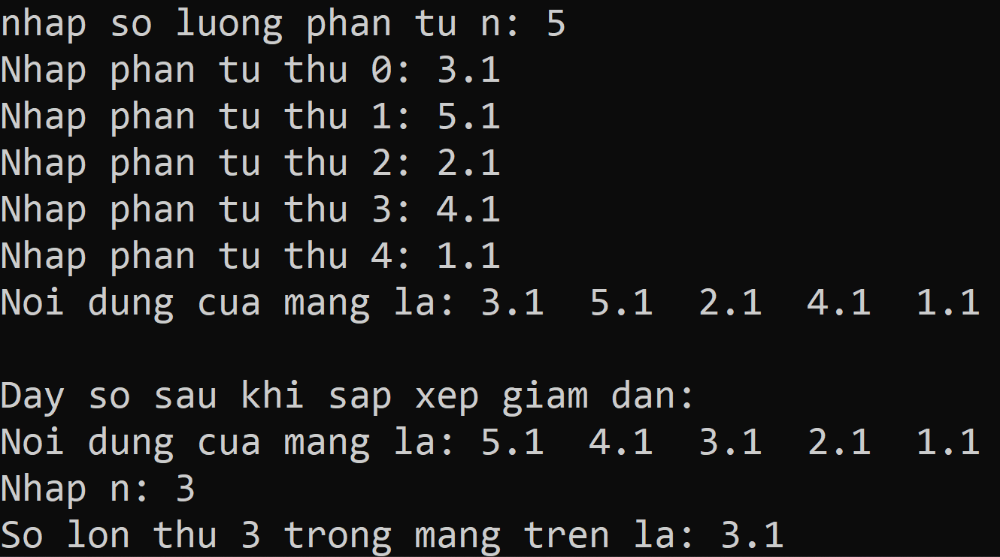 nhap so luong phan tu n: 5
Nhap phan tu thu 0: 3.1
Nhap phan tu thu 1: 5.1
Nhap phan tu thu 2: 2.1
Nhap phan tu thu 3: 4.1
Nhap phan tu thu 4: 1.1
Noi dung cua mang la: 3.1  5.1  2.1  4.1  1.1
Day so sau khi sap xep giam dan:
Noi dung cua mang la: 5.1  4.1  3.1  2.1  1.1
Nhap n: 3
So lon thu 3 trong mang tren la: 3.1